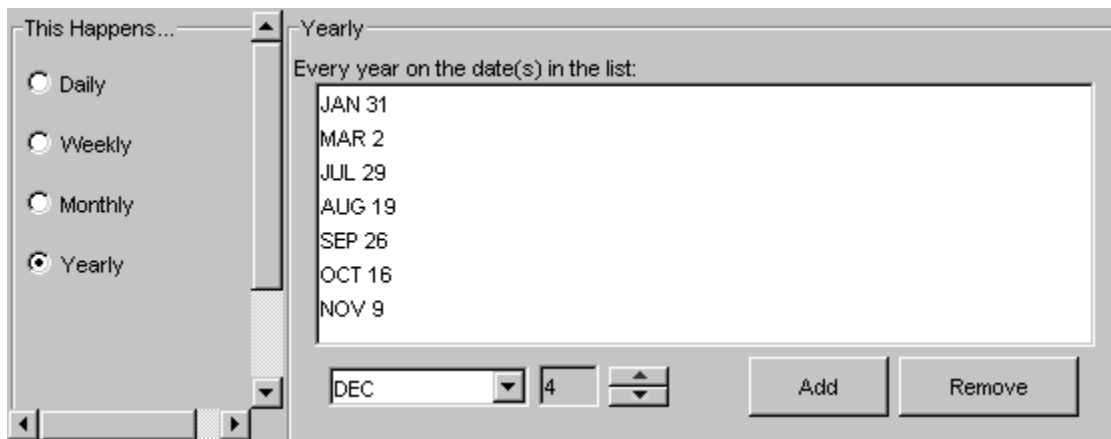 This Happens...
Daily
Weekly
Monthly
Yearly
Yearly
Every year on the date(s) in the list:
JAN 31
MAR 2
JUL 29
AUG 19
SEP 26
OCT 16
NOV 9
DEC 4 Add Remove